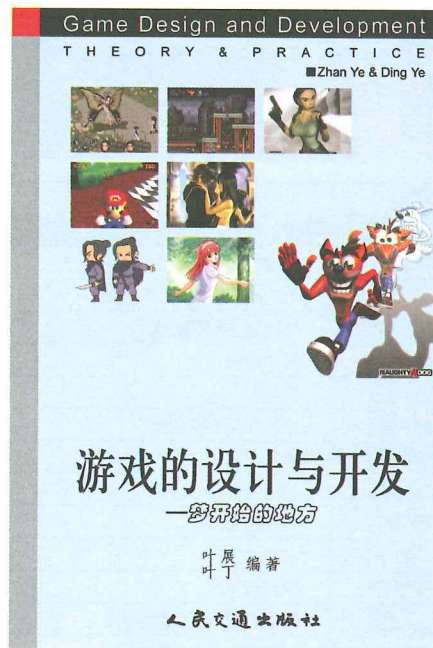 Game Design and Development
THEORY & PRACTICE
■Zhan Ye & Ding Ye
NAUGHTY DOG
游戏的设计与开发
—梦开始的地方
叶展
叶丁
编著
人民交通出版社